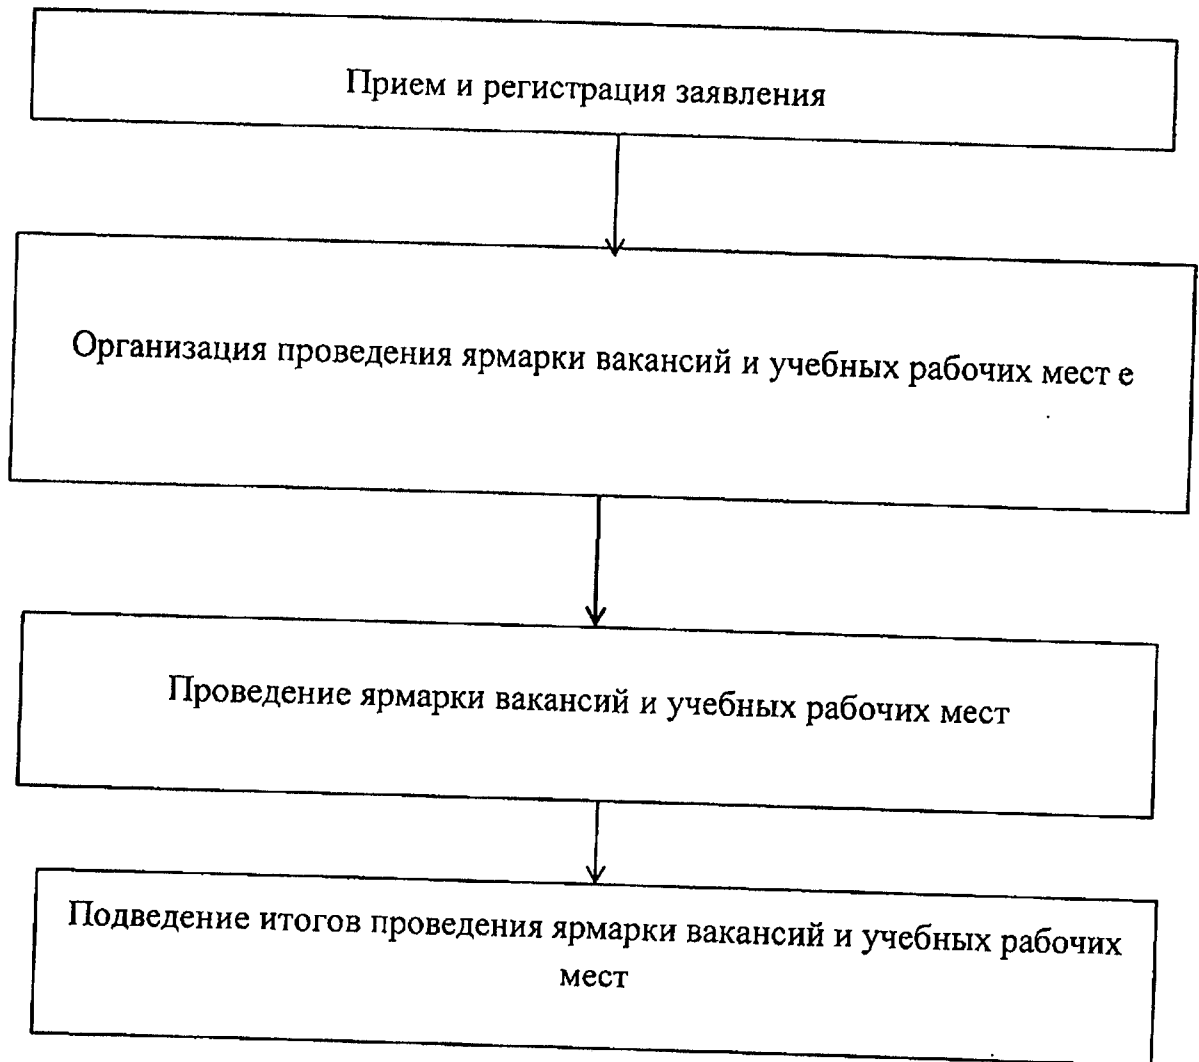 Прием и регистрация заявления
Организация проведения ярмарки вакансий и учебных рабочих мест е
Проведение ярмарки вакансий и учебных рабочих мест
Подведение итогов проведения ярмарки вакансий и учебных рабочих
мест